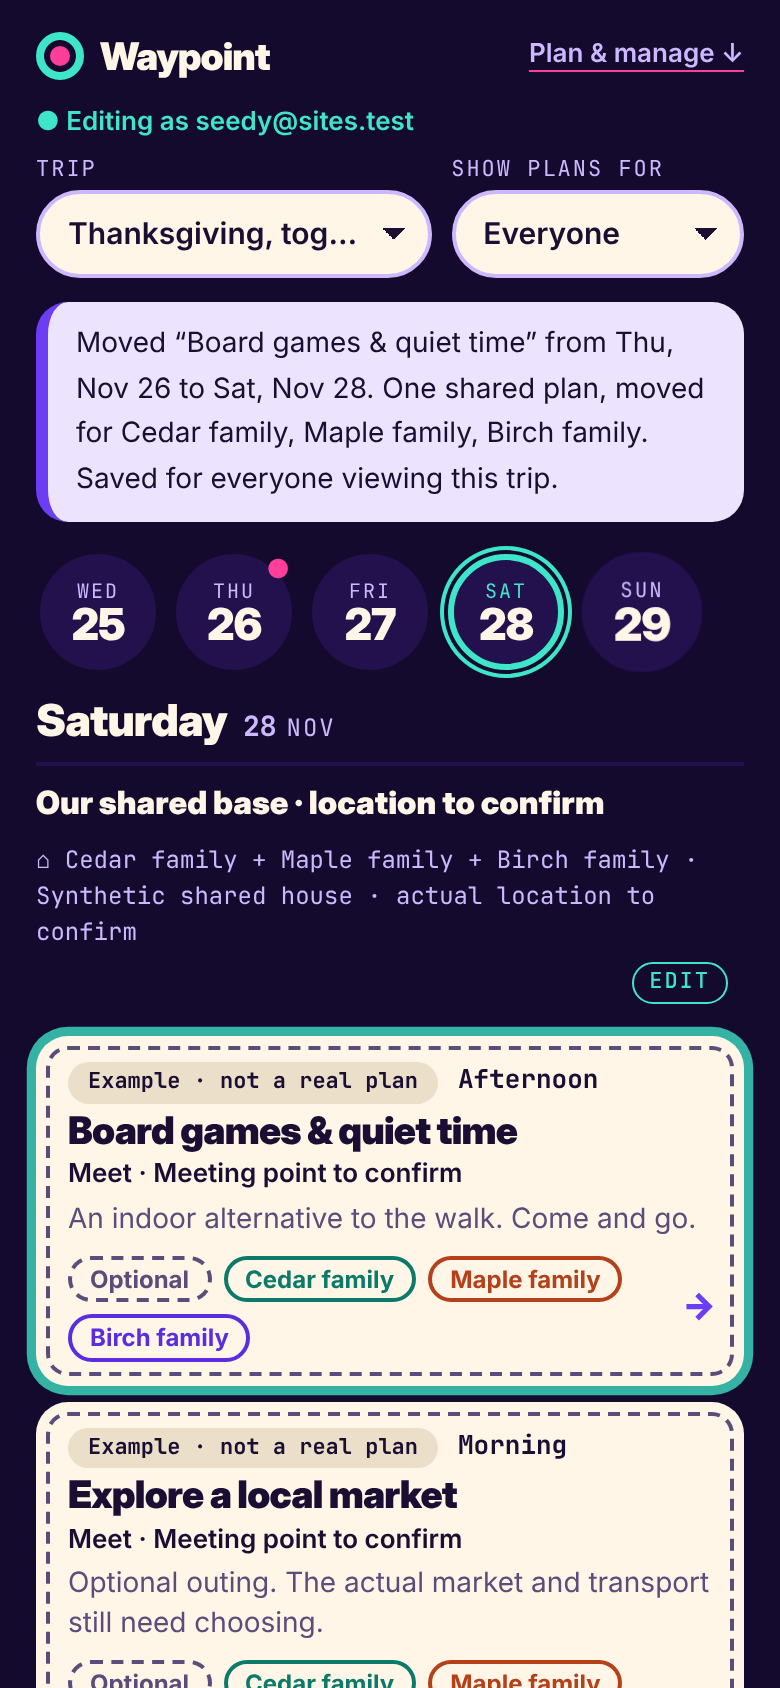 Waypoint
Plan & manage ↓
Editing as seedy@sites.test
TRIP
SHOW PLANS FOR
Thanksgiving, tog...
Everyone
Moved “Board games & quiet time” from Thu,
Nov 26 to Sat, Nov 28. One shared plan, moved
for Cedar family, Maple family, Birch family.
Saved for everyone viewing this trip.
WED
25
THU
26
FRI
27
SAT
28
SUN
29
Saturday 28 NOV
Our shared base · location to confirm
⌂ Cedar family + Maple family + Birch family ·
Synthetic shared house · actual location to
confirm
EDIT
Example · not a real plan Afternoon
Board games & quiet time
Meet · Meeting point to confirm
An indoor alternative to the walk. Come and go.
Optional Cedar family Maple family
→
Birch family
Example · not a real plan Morning
Explore a local market
Meet · Meeting point to confirm
Optional outing. The actual market and transport
still need choosing.
Optional Cedar family Maple family